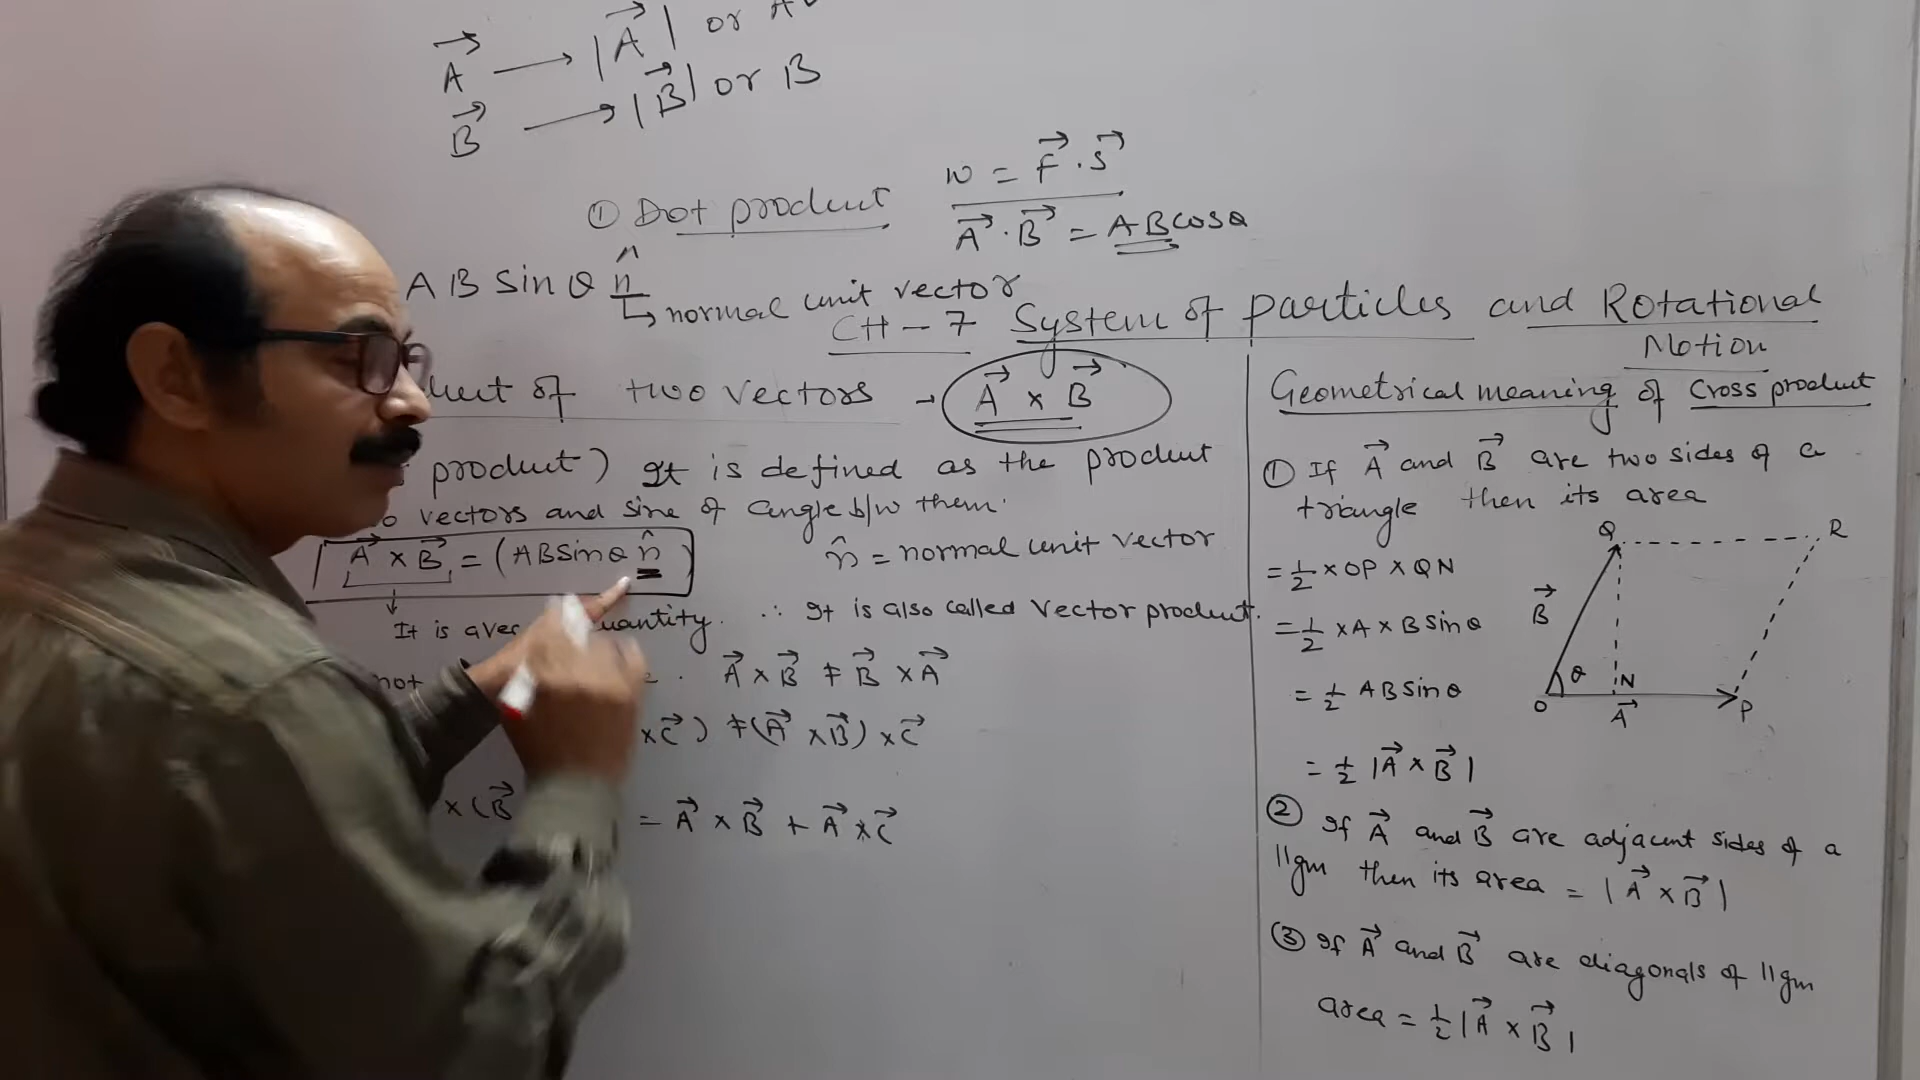 A⃗ → |A⃗| or A
B⃗ → |B⃗| or B
① Dot product
W = F⃗ . S⃗
A⃗ . B⃗ = AB cosθ
AB sin θ n̂
↳ normal unit vector
CH - 7 System of particles and Rotational
Motion
of two vectors → A⃗ × B⃗
product) It is defined as the product
vectors and sine of angle b/w them.
A⃗ × B⃗ = (AB sin θ n̂)
n̂ = normal unit vector
It is a quantity. ∴ It is also called vector product.
not
A⃗ × B⃗ ≠ B⃗ × A⃗
× C⃗) ≠ (A⃗ × B⃗) × C⃗
× (B⃗ = A⃗ × B⃗ + A⃗ × C⃗
Geometrical meaning of cross product
① If A⃗ and B⃗ are two sides of a
triangle then its area
= 1/2 × OP × QN
= 1/2 × A × B sin θ
= 1/2 AB sin θ
= 1/2 |A⃗ × B⃗|
Q
R
B⃗
θ
N
O
A⃗
P
② If A⃗ and B⃗ are adjacent sides of a
||gm then its area = |A⃗ × B⃗|
③ If A⃗ and B⃗ are diagonals of ||gm
area = 1/2 |A⃗ × B⃗|